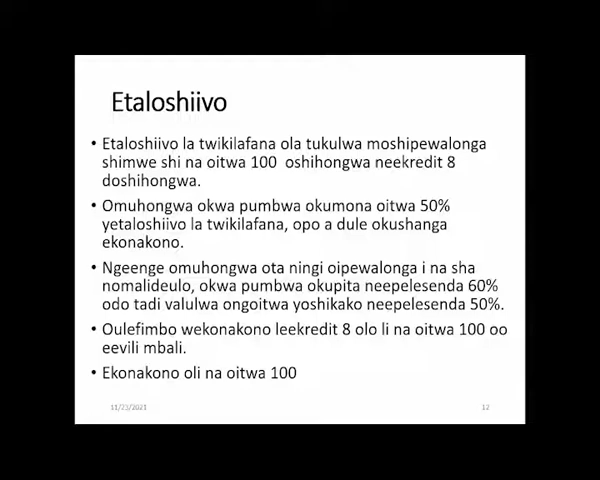 Etaloshiivo
• Etaloshiivo la twikilafana ola tukulwa moshipewalonga
shimwe shi na oitwa 100 oshihongwa neekredit 8
doshihongwa.
• Omuhongwa okwa pumbwa okumona oitwa 50%
yetaloshiivo la twikilafana, opo a dule okushanga
ekonakono.
• Ngeenge omuhongwa ota ningi oipewalonga i na sha
nomalideulo, okwa pumbwa okupita neepelesenda 60%
odo tadi valulwa ongoitwa yoshikako neepelesenda 50%.
• Oulefimbo wekonakono leekredit 8 olo li na oitwa 100 oo
eevili mbali.
• Ekonakono oli na oitwa 100
11/23/2021
12